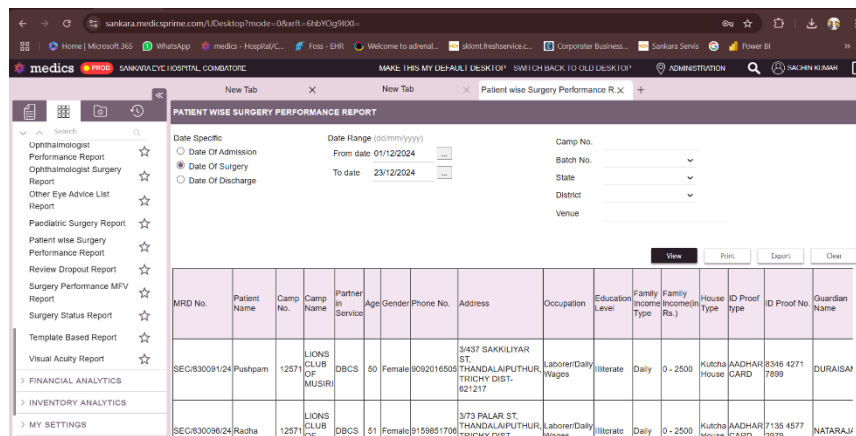 sankara.medicsprime.com/UDesktop?mode=0&xrft=6hbYOg9ltXI=
Home | Microsoft 365 WhatsApp medics - Hospital/C... Foss - EHR Welcome to adrenal... skkmt.freshservice.c... Corporater Business... Sankara Servis Power BI »
medics PROD SANKARA EYE HOSPITAL, COIMBATORE MAKE THIS MY DEFAULT DESKTOP SWITCH BACK TO OLD DESKTOP ADMINISTRATION SACHIN KUMAR
New Tab New Tab Patient wise Surgery Performance R
Search
Ophthalmologist
Performance Report
Ophthalmologist Surgery
Report
Other Eye Advice List
Report
Paediatric Surgery Report
Patient wise Surgery
Performance Report
Review Dropout Report
Surgery Performance MFV
Report
Surgery Status Report
Template Based Report
Visual Acuity Report
FINANCIAL ANALYTICS
INVENTORY ANALYTICS
MY SETTINGS
PATIENT WISE SURGERY PERFORMANCE REPORT
Date Specific
Date Of Admission
Date Of Surgery
Date Of Discharge
Date Range (dd/mm/yyyy)
From date 01/12/2024 ...
To date 23/12/2024 ...
Camp No.
Batch No.
State
District
Venue
View Print Export Clear
MRD No. Patient Name Camp No. Camp Name Partner in Service Age Gender Phone No. Address Occupation Education Level Family Income Type Family Income(in Rs.) House Type ID Proof type ID Proof No. Guardian Name
SEC/830091/24 Pushpam 12571 LIONS CLUB OF MUSIRI DBCS 50 Female 9092016505 3/437 SAKKILIYAR ST, THANDALAIPUTHUR, TRICHY DIST- 621217 Laborer/Daily Wages Illiterate Daily 0 - 2500 Kutcha House AADHAR CARD 8346 4271 7899 DURAISAM
SEC/830096/24 Radha 12571 LIONS CLUB OF DBCS 51 Female 9159851706 3/73 PALAR ST, THANDALAIPUTHUR, TRICHY DIST Laborer/Daily Wages Illiterate Daily 0 - 2500 Kutcha House AADHAR CARD 7135 4577 NATARAJA